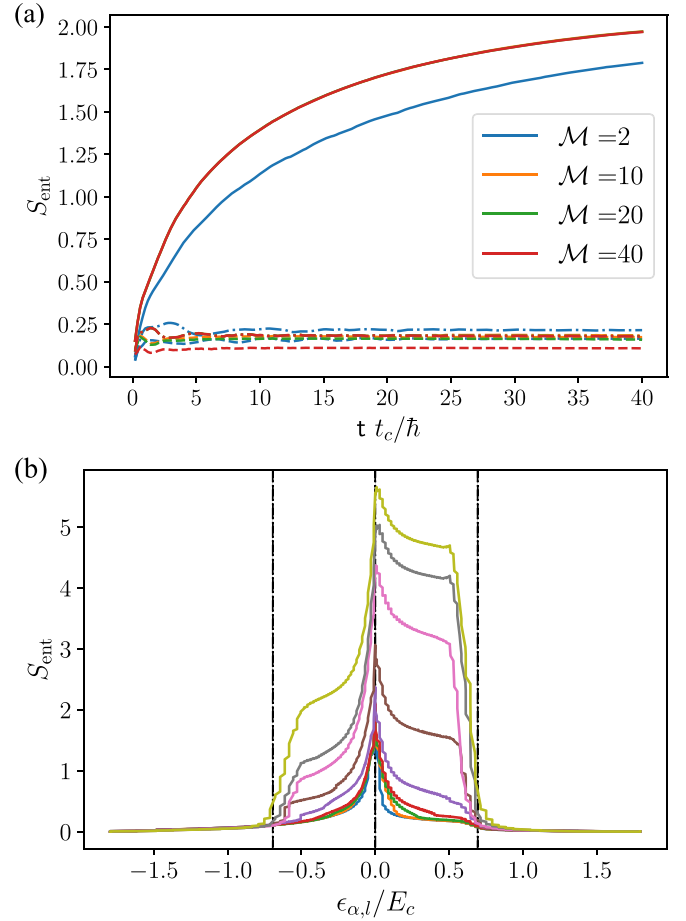 (a)
2.00
1.75
1.50
1.25
1.00
0.75
0.50
0.25
0.00
S_ent
ℳ =2
ℳ =10
ℳ =20
ℳ =40
0 5 10 15 20 25 30 35 40
𝗍 t_c/ℏ
(b)
5
4
3
2
1
0
S_ent
−1.5 −1.0 −0.5 0.0 0.5 1.0 1.5
ϵ_{α,l}/E_c